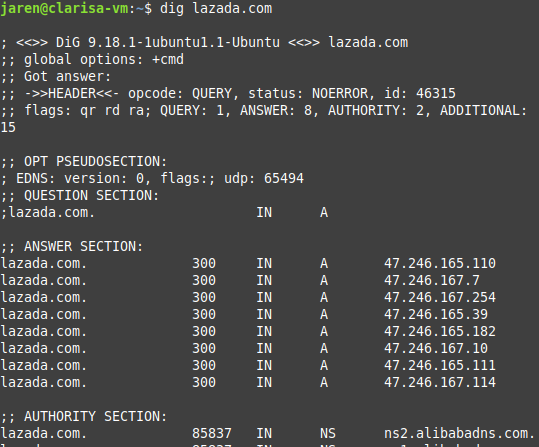 jaren@clarisa-vm:~$ dig lazada.com
; <<>> DiG 9.18.1-1ubuntu1.1-Ubuntu <<>> lazada.com
;; global options: +cmd
;; Got answer:
;; ->>HEADER<<- opcode: QUERY, status: NOERROR, id: 46315
;; flags: qr rd ra; QUERY: 1, ANSWER: 8, AUTHORITY: 2, ADDITIONAL:
15
;; OPT PSEUDOSECTION:
; EDNS: version: 0, flags:; udp: 65494
;; QUESTION SECTION:
;lazada.com. IN A
;; ANSWER SECTION:
lazada.com. 300 IN A 47.246.165.110
lazada.com. 300 IN A 47.246.167.7
lazada.com. 300 IN A 47.246.167.254
lazada.com. 300 IN A 47.246.165.39
lazada.com. 300 IN A 47.246.165.182
lazada.com. 300 IN A 47.246.167.10
lazada.com. 300 IN A 47.246.165.111
lazada.com. 300 IN A 47.246.167.114
;; AUTHORITY SECTION:
lazada.com. 85837 IN NS ns2.alibabadns.com.